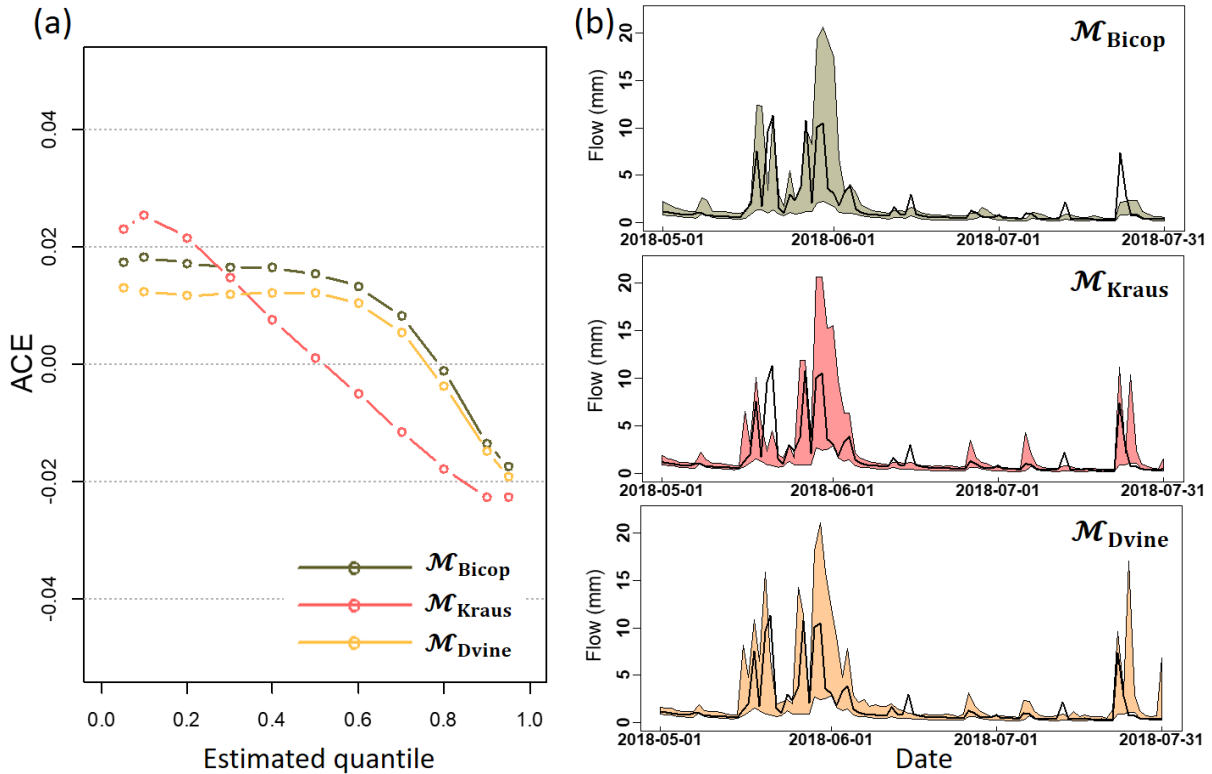 (a)
ACE
0.04
0.02
0.00
-0.02
-0.04
ℳBicop
ℳKraus
ℳDvine
0.0 0.2 0.4 0.6 0.8 1.0
Estimated quantile
(b)
ℳBicop
Flow (mm)
20
15
10
5
0
2018-05-01 2018-06-01 2018-07-01 2018-07-31
ℳKraus
Flow (mm)
20
15
10
5
0
2018-05-01 2018-06-01 2018-07-01 2018-07-31
ℳDvine
Flow (mm)
20
15
10
5
0
2018-05-01 2018-06-01 2018-07-01 2018-07-31
Date